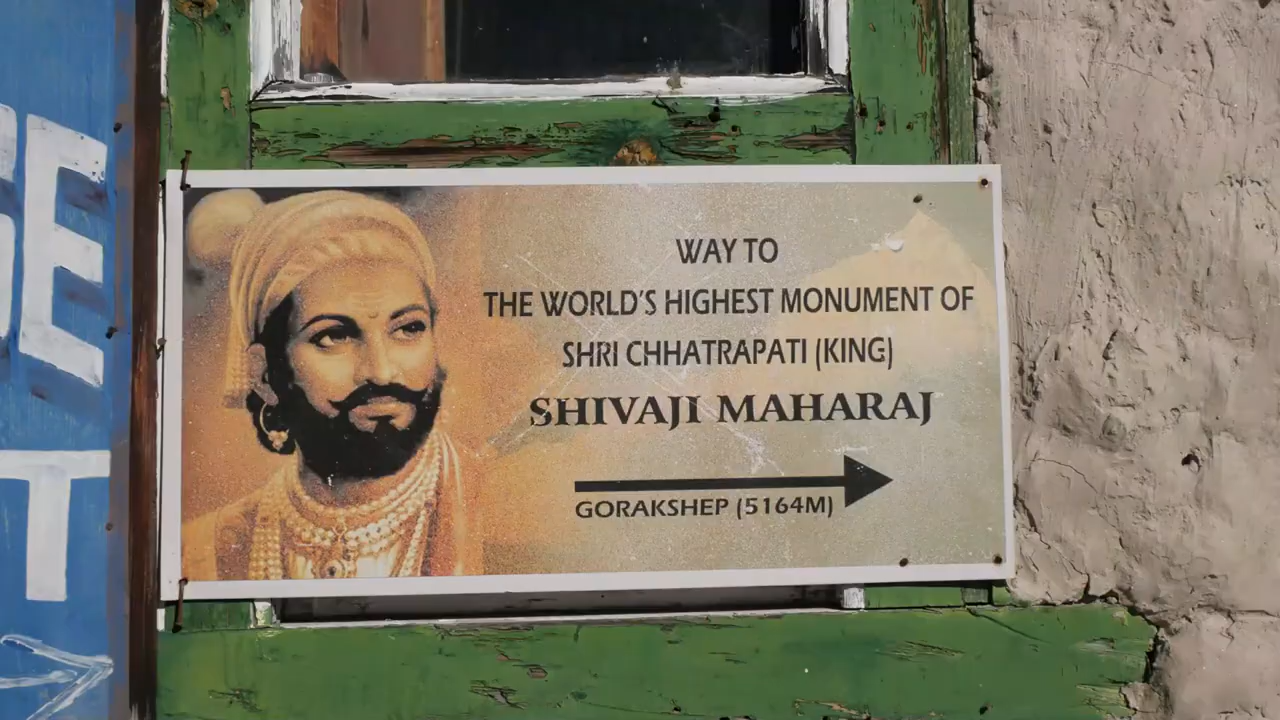 WAY TO
THE WORLD'S HIGHEST MONUMENT OF
SHRI CHHATRAPATI (KING)
SHIVAJI MAHARAJ
GORAKSHEP (5164M)